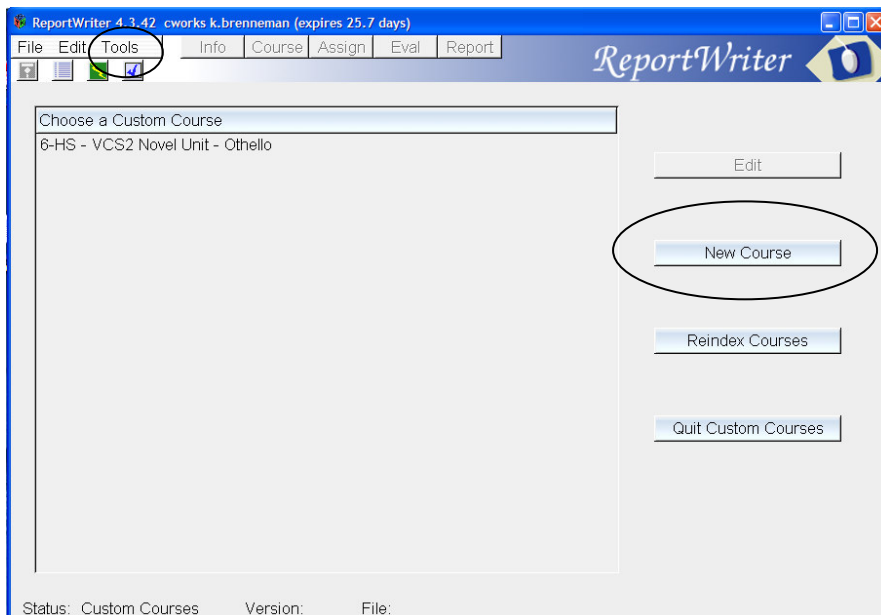 ReportWriter 4.3.42 cworks k.brenneman (expires 25.7 days)
File Edit Tools Info Course Assign Eval Report
ReportWriter
Choose a Custom Course
6-HS - VCS2 Novel Unit - Othello
Edit
New Course
Reindex Courses
Quit Custom Courses
Status: Custom Courses Version: File: